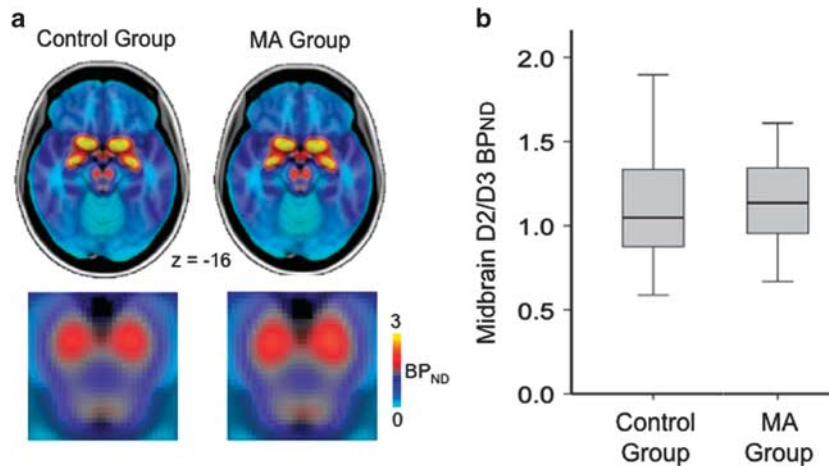 a
Control Group
MA Group
z = -16
3
BPND
0
b
Midbrain D2/D3 BPND
2.0
1.5
1.0
0.5
0.0
Control
Group
MA
Group